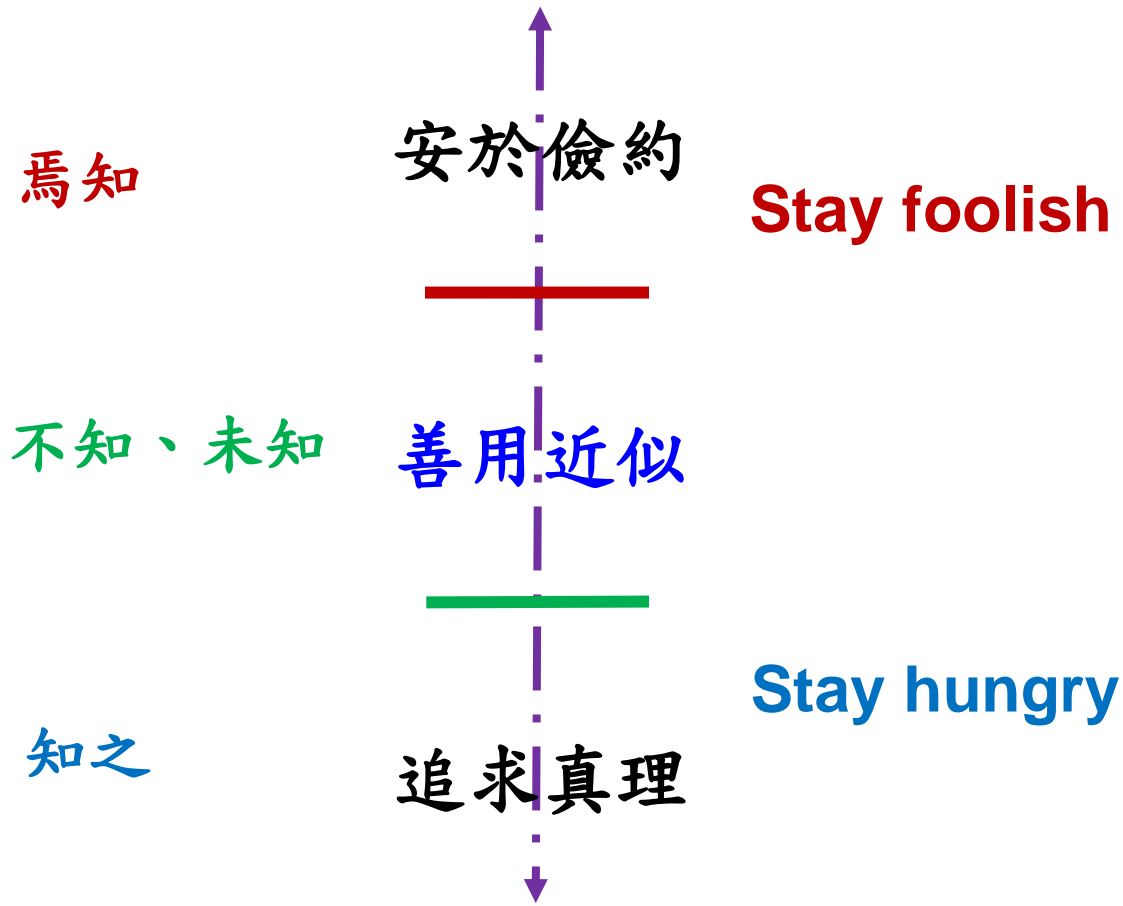 焉知
安於儉約
Stay foolish
不知、未知
善用近似
Stay hungry
知之
追求真理